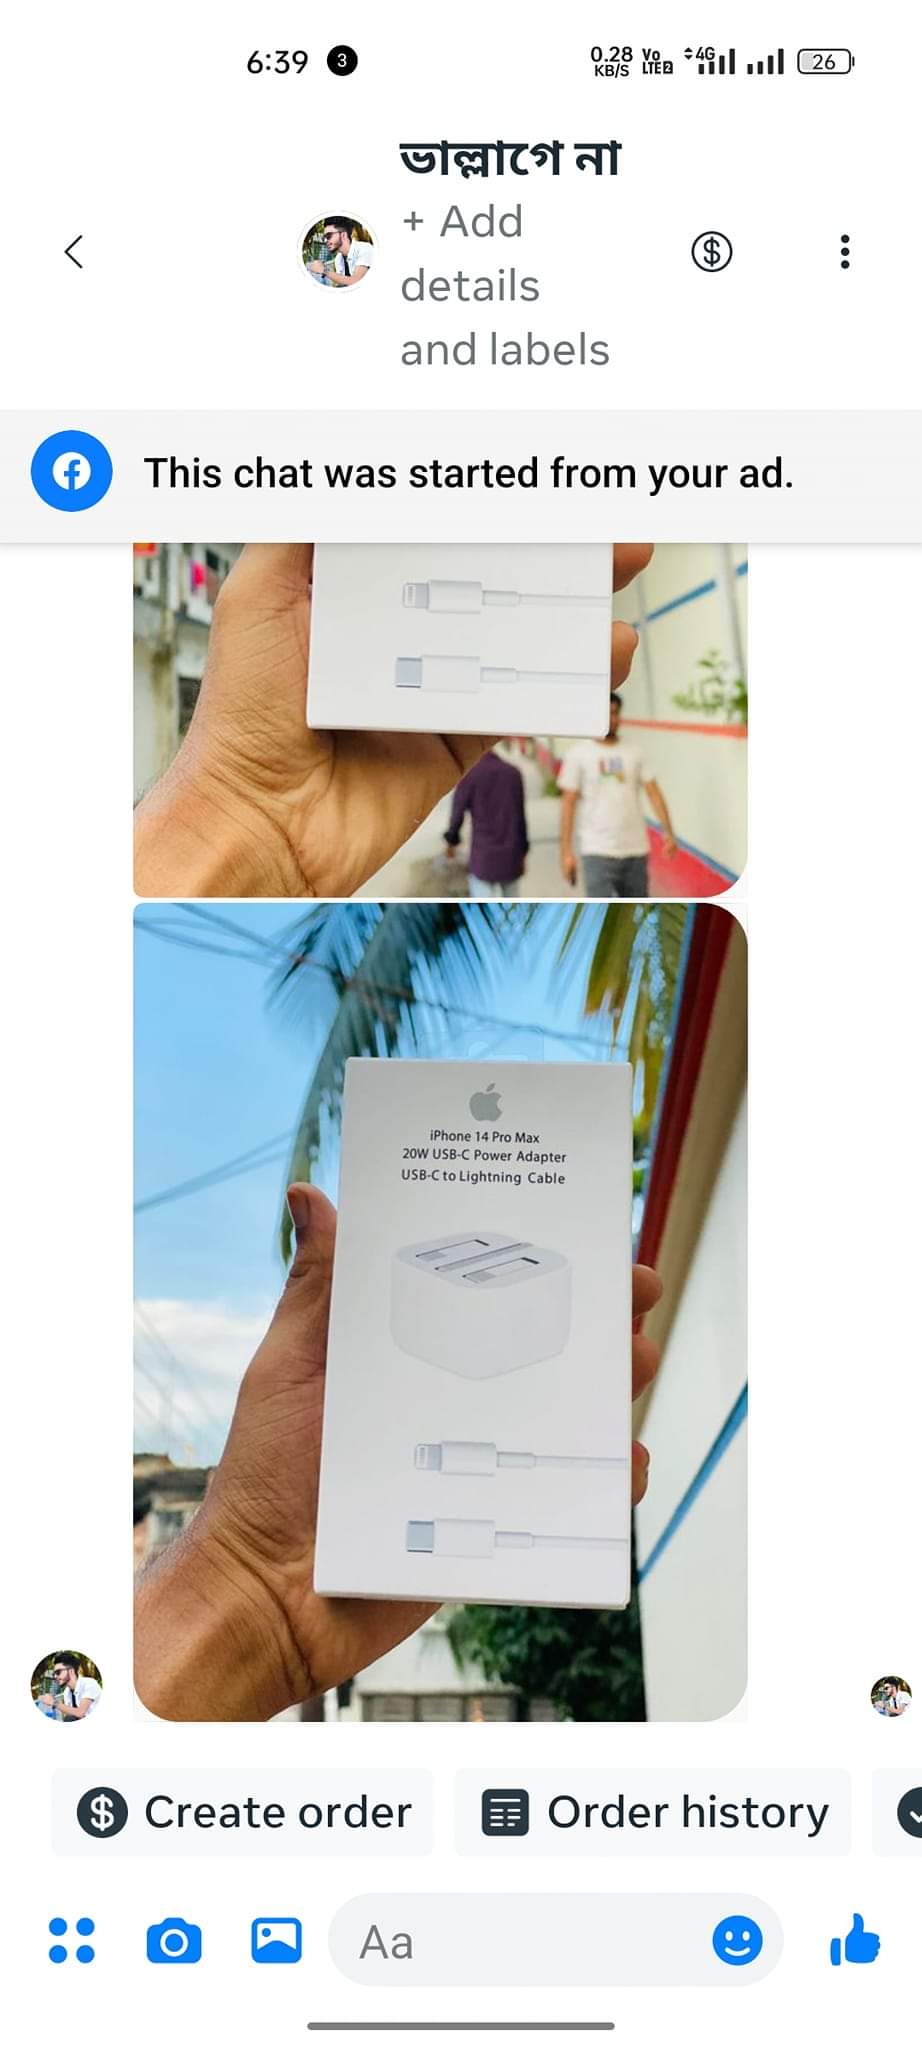 6:39
3
0.28
KB/S
Vo
LTE2
4G
26
ভাল্লাগে না
+ Add
details
and labels
This chat was started from your ad.
iPhone 14 Pro Max
20W USB-C Power Adapter
USB-C to Lightning Cable
Create order
Order history
Aa